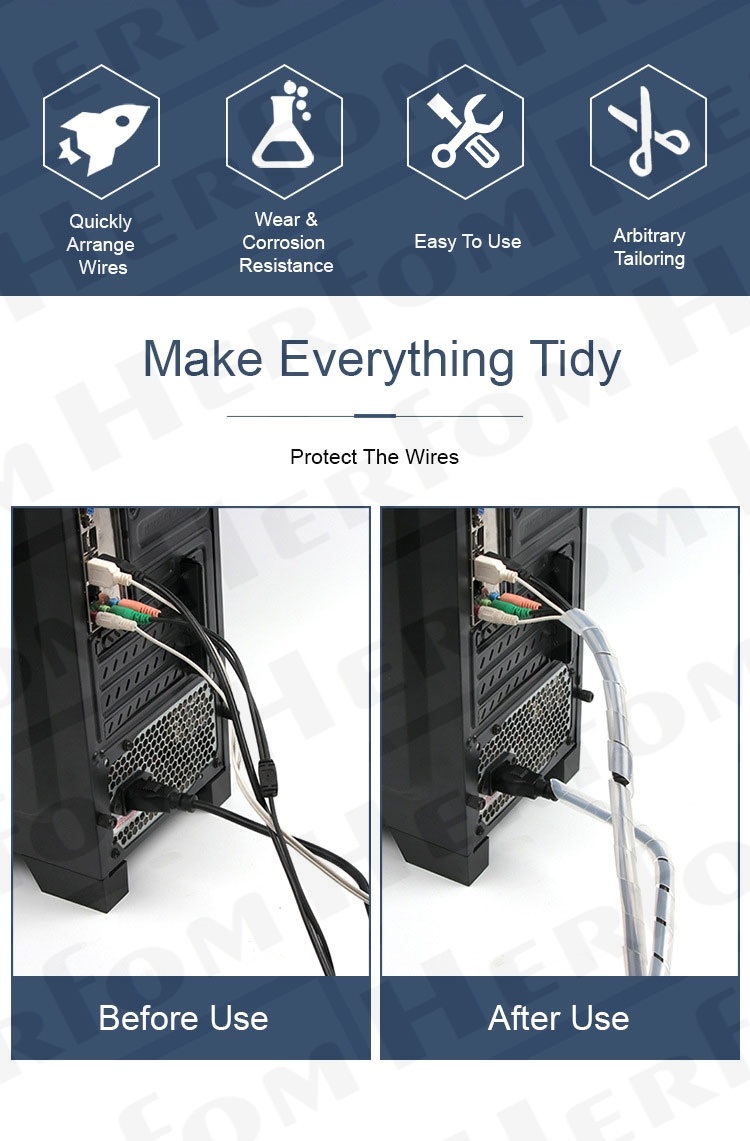 Quickly
Arrange
Wires
Wear &
Corrosion
Resistance
Easy To Use
Arbitrary
Tailoring
Make Everything Tidy
Protect The Wires
Before Use
After Use
HERFOM